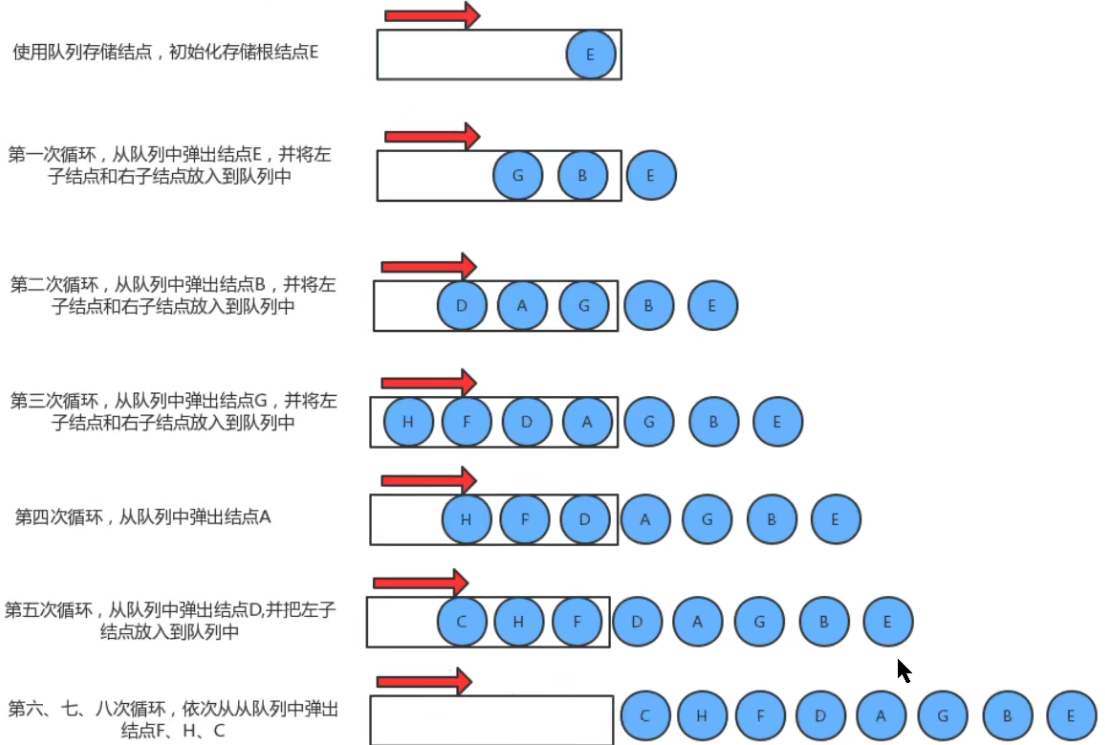 使用队列存储结点，初始化存储根结点E
E
第一次循环，从队列中弹出结点E，并将左
子结点和右子结点放入到队列中
G B E
第二次循环，从队列中弹出结点B，并将左
子结点和右子结点放入到队列中
D A G B E
第三次循环，从队列中弹出结点G，并将左
子结点和右子结点放入到队列中
H F D A G B E
第四次循环，从队列中弹出结点A
H F D A G B E
第五次循环，从队列中弹出结点D,并把左子
结点放入到队列中
C H F D A G B E
第六、七、八次循环，依次从从队列中弹出
结点F、H、C
C H F D A G B E